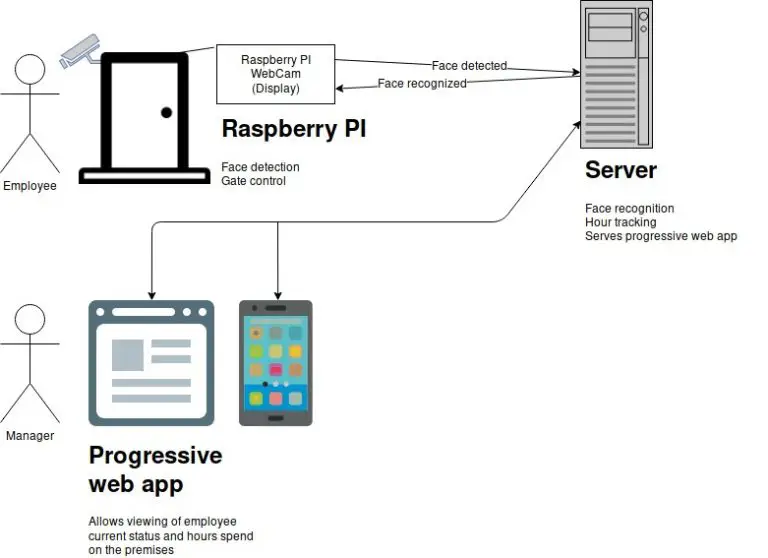 Raspberry PI
WebCam
(Display)
Face detected
Face recognized
Raspberry PI
Face detection
Gate control
Employee
Server
Face recognition
Hour tracking
Serves progressive web app
Manager
Progressive
web app
Allows viewing of employee
current status and hours spend
on the premises